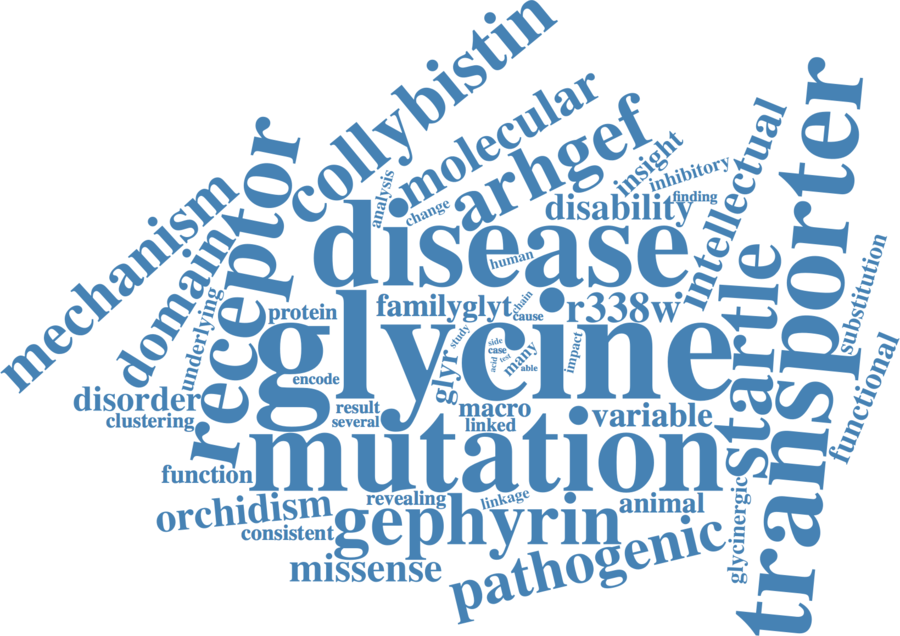 collybistin
molecular
arhgef
mechanism
receptor
domain
analysis
change
insight
inhibitory
finding
disability
intellectual
transporter
disease
human
startle
substitution
underlying
protein
family
glyt
chain
cause
r338w
glycine
study
side
case
acid
test
many
able
impact
glyr
encode
functional
disorder
clustering
result
several
macro
linked
variable
mutation
function
orchidism
revealing
linkage
animal
glycinergic
consistent
gephyrin
missense
pathogenic